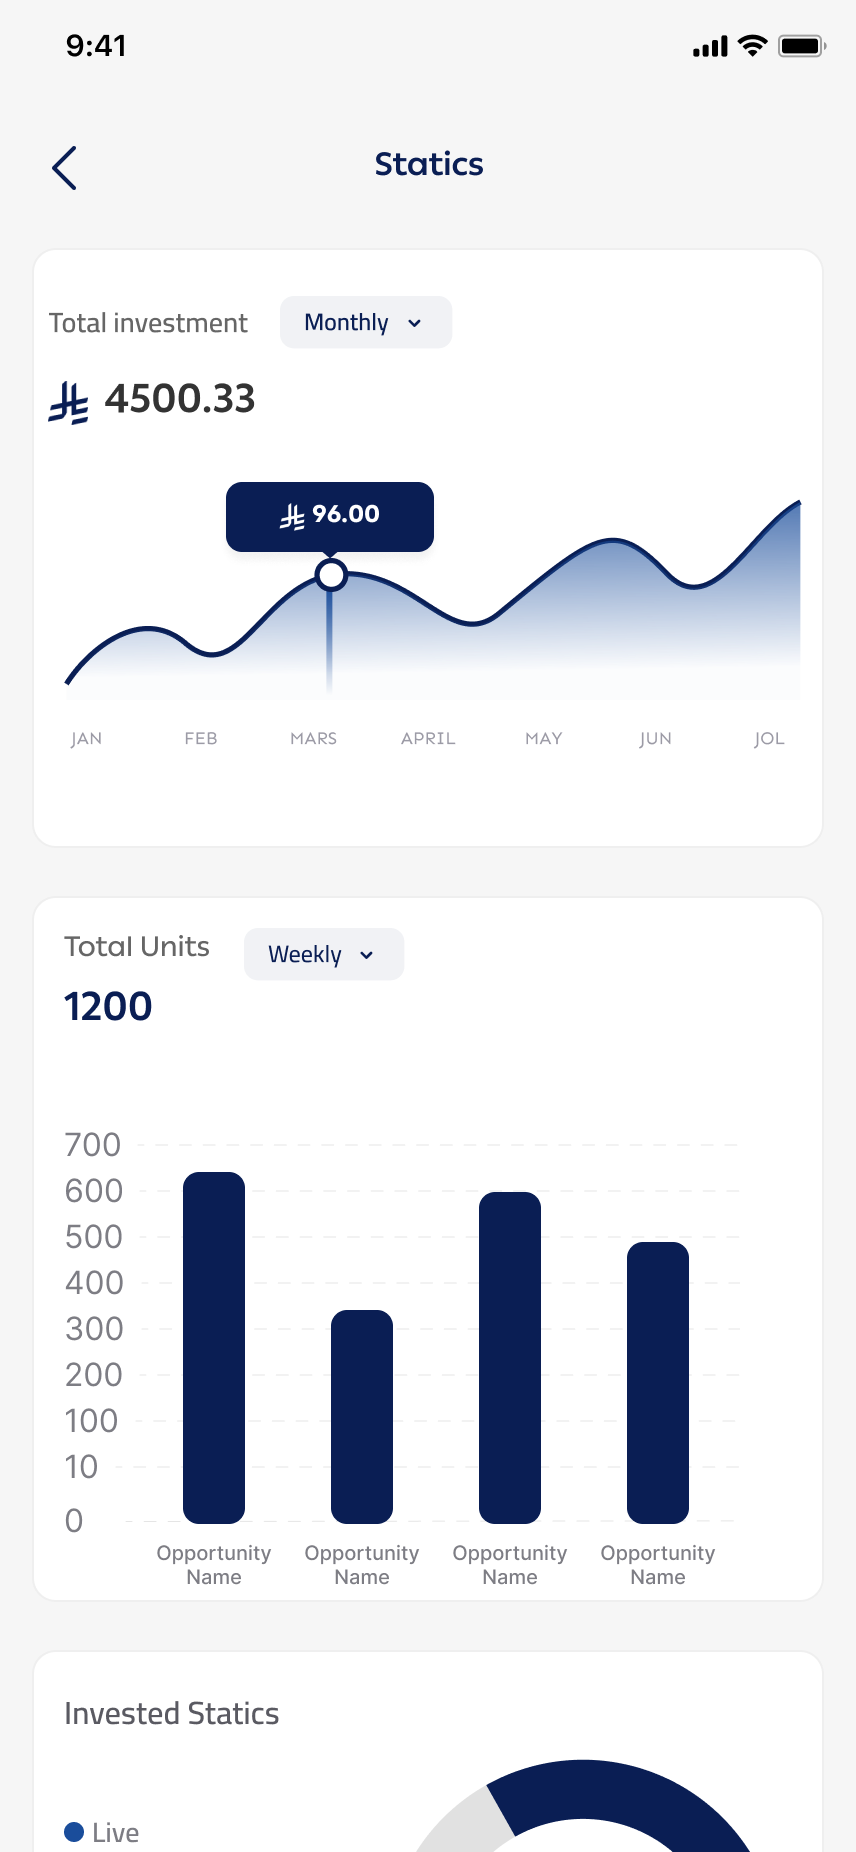 9:41
Statics
Total investment
Monthly
4500.33
96.00
JAN FEB MARS APRIL MAY JUN JOL
Total Units
Weekly
1200
700
600
500
400
300
200
100
10
0
Opportunity Name
Opportunity Name
Opportunity Name
Opportunity Name
Invested Statics
Live